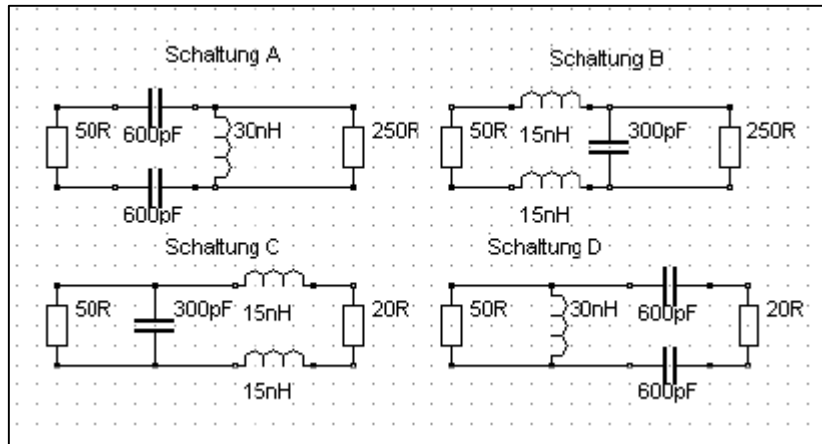 Schaltung A
50R
600pF
30nH
250R
600pF
Schaltung B
50R
15nH
300pF
250R
15nH
Schaltung C
50R
300pF
15nH
20R
15nH
Schaltung D
50R
30nH
600pF
20R
600pF